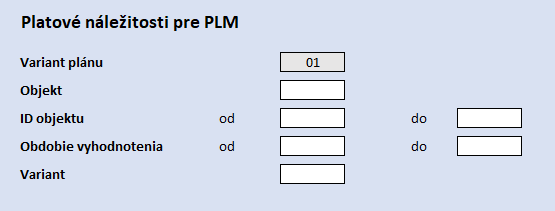 Platové náležitosti pre PLM
Variant plánu 01
Objekt
ID objektu od do
Obdobie vyhodnotenia od do
Variant